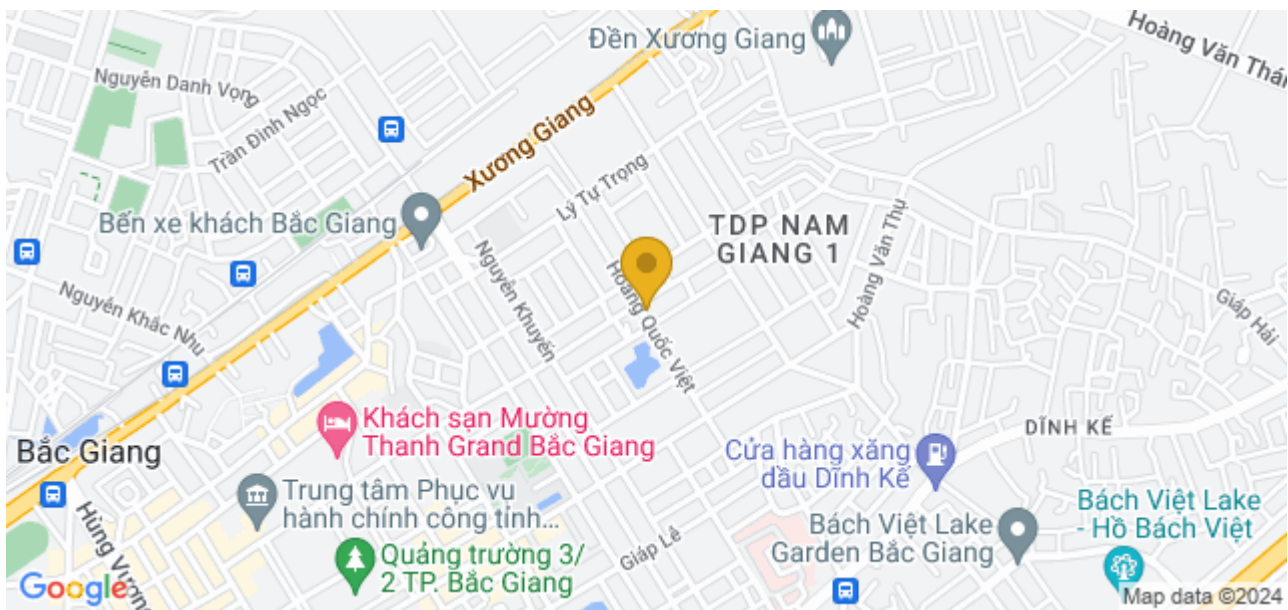 Đền Xương Giang
Hoàng Văn Thá
Nguyễn Danh Vọng
Trần Đình Ngọc
Xương Giang
Lý Tự Trọng
Bến xe khách Bắc Giang
TDP NAM
GIANG 1
Hoàng Văn Thụ
Nguyễn Khuyến
Hoàng Quốc Việt
Giáp Hải
Nguyễn Khắc Nhu
Khách sạn Mường
Thanh Grand Bắc Giang
DĨNH KẾ
Bắc Giang
Cửa hàng xăng
dầu Dĩnh Kế
Trung tâm Phục vụ
hành chính công tỉnh...
Bách Việt Lake
- Hồ Bách Việt
Hùng Vương
Bách Việt Lake
Garden Bắc Giang
Giáp Lê
Quảng trường 3/
2 TP. Bắc Giang
Google
Map data ©2024